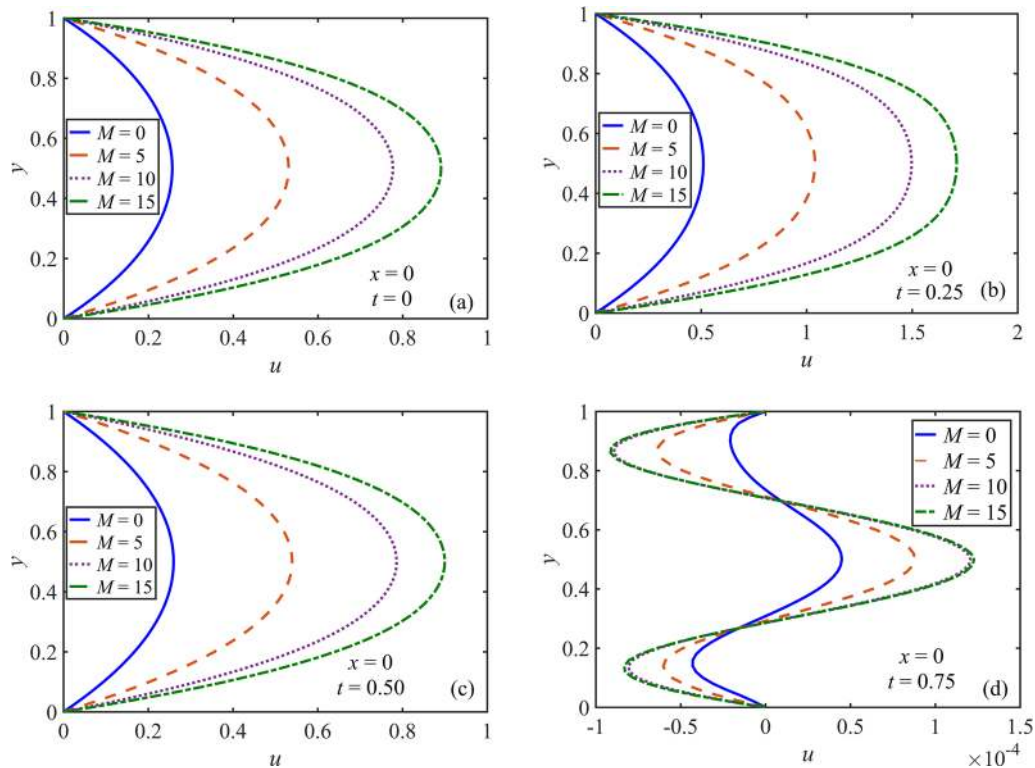 1
0.8
0.6
0.4
0.2
0
y
M = 0
M = 5
M = 10
M = 15
x = 0
t = 0
(a)
0 0.2 0.4 0.6 0.8 1
u
1
0.8
0.6
0.4
0.2
0
y
M = 0
M = 5
M = 10
M = 15
x = 0
t = 0.25
(b)
0 0.5 1 1.5 2
u
1
0.8
0.6
0.4
0.2
0
y
M = 0
M = 5
M = 10
M = 15
x = 0
t = 0.50
(c)
0 0.2 0.4 0.6 0.8 1
u
1
0.8
0.6
0.4
0.2
0
y
M = 0
M = 5
M = 10
M = 15
x = 0
t = 0.75
(d)
-1 -0.5 0 0.5 1 1.5
u
×10⁻⁴